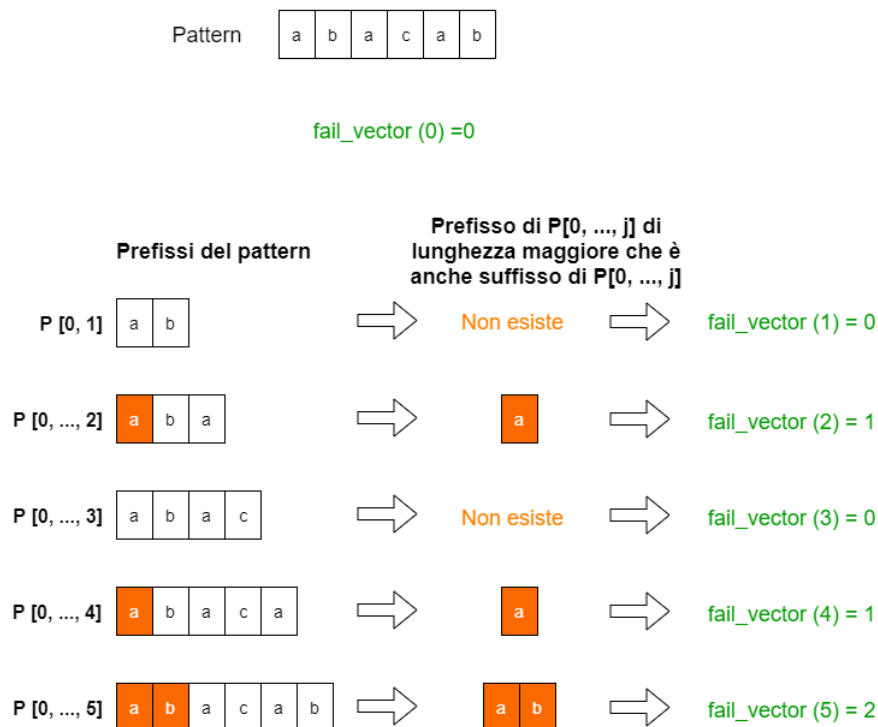 Pattern a b a c a b
fail_vector (0) =0
Prefissi del pattern
Prefisso di P[0, ..., j] di
lunghezza maggiore che è
anche suffisso di P[0, ..., j]
P [0, 1] a b Non esiste fail_vector (1) = 0
P [0, ..., 2] a b a a fail_vector (2) = 1
P [0, ..., 3] a b a c Non esiste fail_vector (3) = 0
P [0, ..., 4] a b a c a a fail_vector (4) = 1
P [0, ..., 5] a b a c a b a b fail_vector (5) = 2